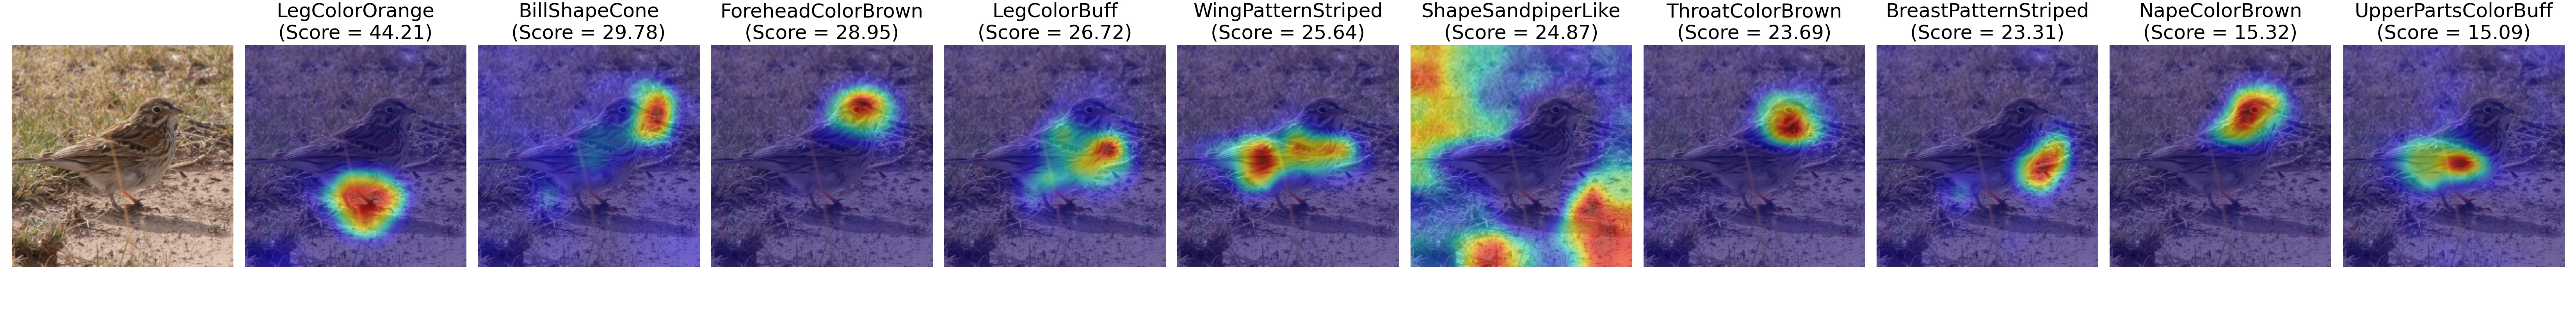 LegColorOrange
(Score = 44.21)
BillShapeCone
(Score = 29.78)
ForeheadColorBrown
(Score = 28.95)
LegColorBuff
(Score = 26.72)
WingPatternStriped
(Score = 25.64)
ShapeSandpiperLike
(Score = 24.87)
ThroatColorBrown
(Score = 23.69)
BreastPatternStriped
(Score = 23.31)
NapeColorBrown
(Score = 15.32)
UpperPartsColorBuff
(Score = 15.09)